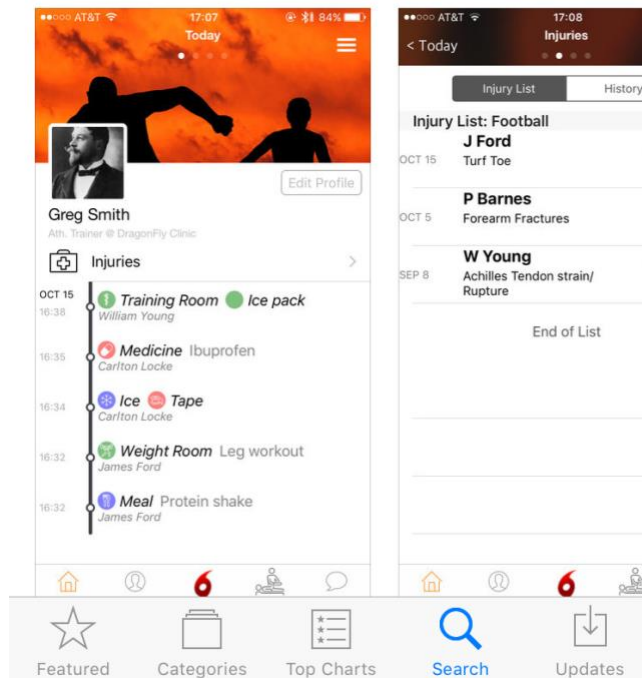 ●●○○○ AT&T 17:07 84%
Today
Edit Profile
Greg Smith
Ath. Trainer @ DragonFly Clinic
Injuries
OCT 15
16:38
Training Room Ice pack
William Young
16:35
Medicine Ibuprofen
Carlton Locke
16:34
Ice Tape
Carlton Locke
16:32
Weight Room Leg workout
James Ford
16:32
Meal Protein shake
James Ford
●●○○○ AT&T 17:08
Injuries
< Today
Injury List History
Injury List: Football
J Ford
OCT 15 Turf Toe
P Barnes
OCT 5 Forearm Fractures
W Young
SEP 8 Achilles Tendon strain/
Rupture
End of List
Featured Categories Top Charts Search Updates